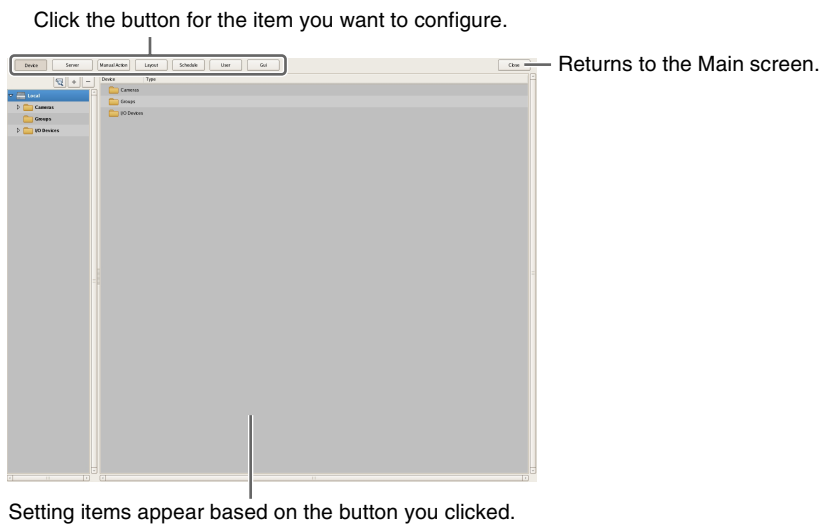 Click the button for the item you want to configure.
Device Server Manual Action Layout Schedule User GUI Close
Returns to the Main screen.
Device Type
Local
Cameras
Groups
I/O Devices
Cameras
Groups
I/O Devices
Setting items appear based on the button you clicked.